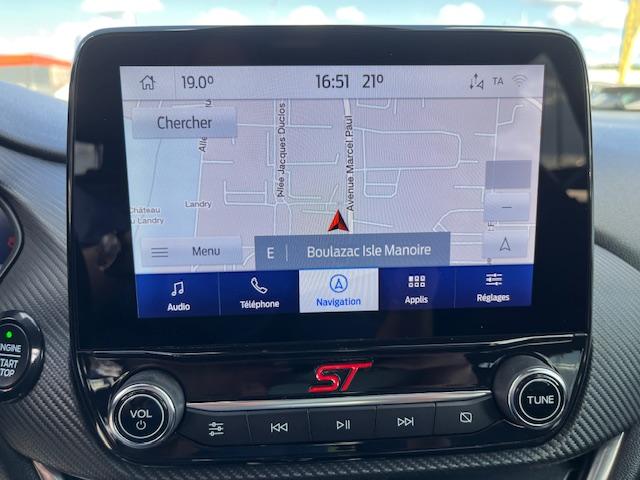 19.0° 16:51 21° TA
Chercher
Allée Jacques Duclos
Avenue Marcel Paul
Landry
Château
du Landry
Menu
E | Boulazac Isle Manoire
Audio
Téléphone
Navigation
Applis
Réglages
ENGINE
START
STOP
ST
VOL
TUNE